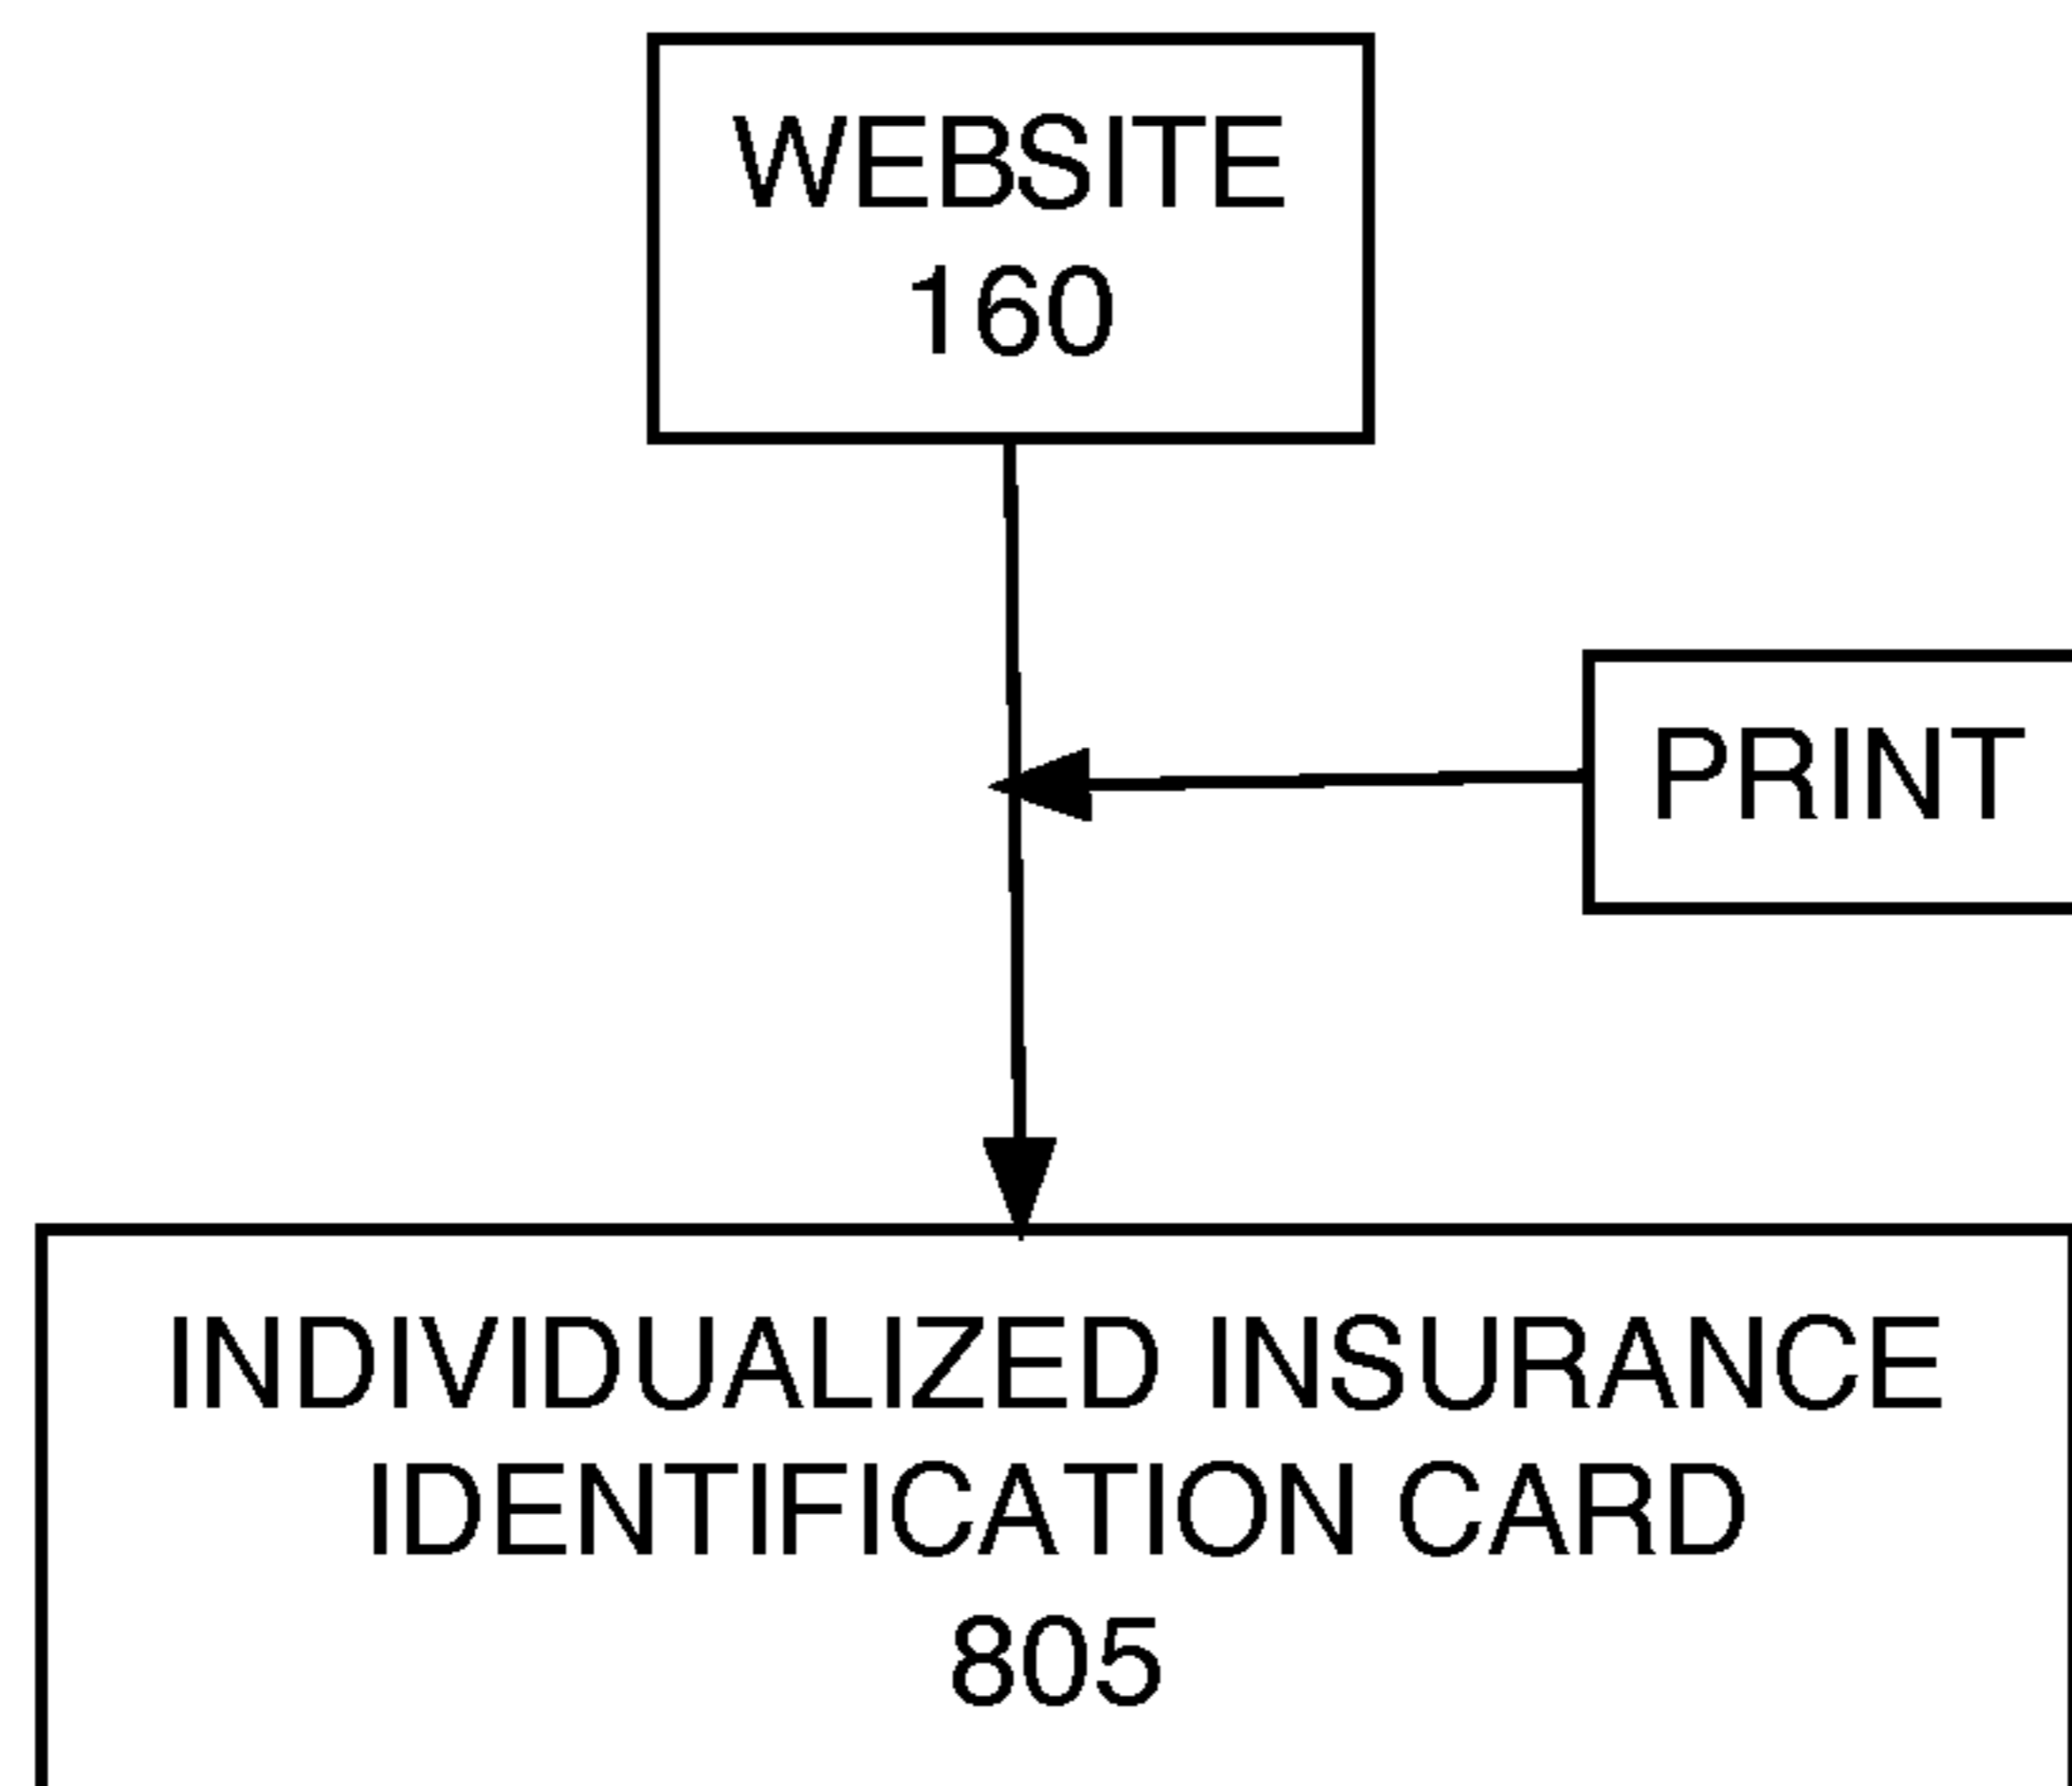 WEBSITE
160
PRINT
INDIVIDUALIZED INSURANCE
IDENTIFICATION CARD
805